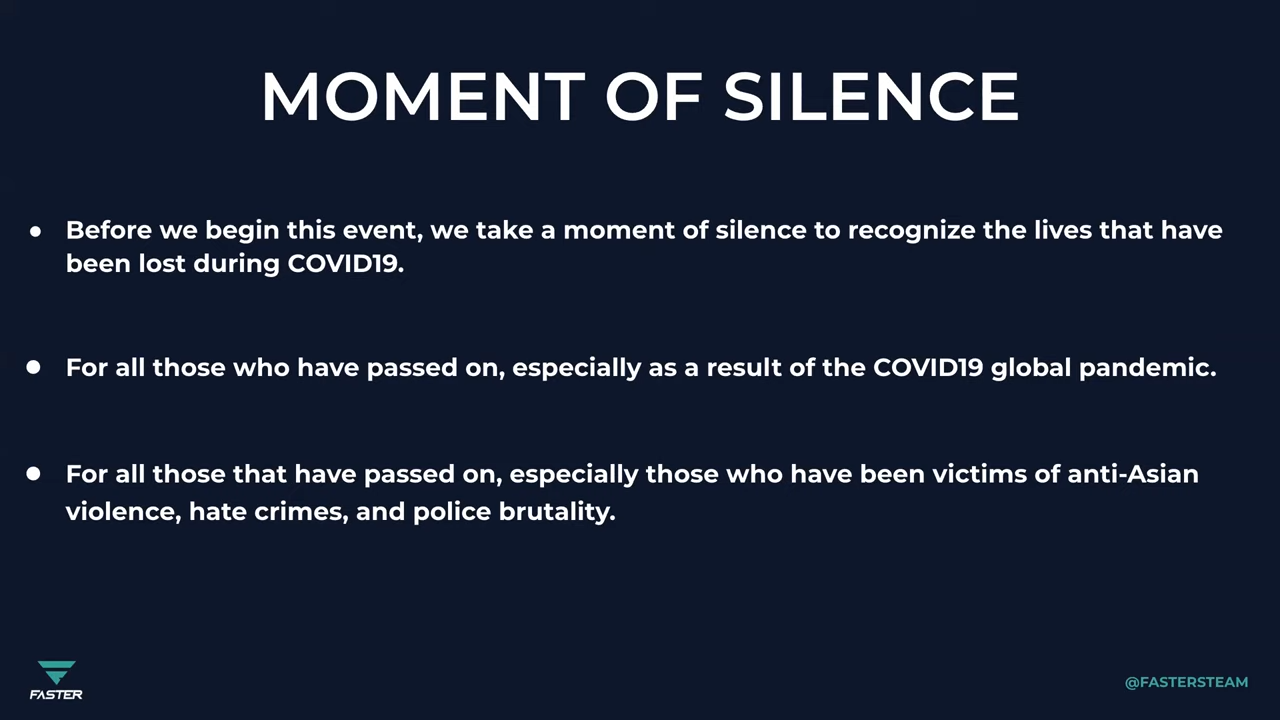 MOMENT OF SILENCE
● Before we begin this event, we take a moment of silence to recognize the lives that have
been lost during COVID19.
● For all those who have passed on, especially as a result of the COVID19 global pandemic.
● For all those that have passed on, especially those who have been victims of anti-Asian
violence, hate crimes, and police brutality.
FASTER
@FASTERSTEAM